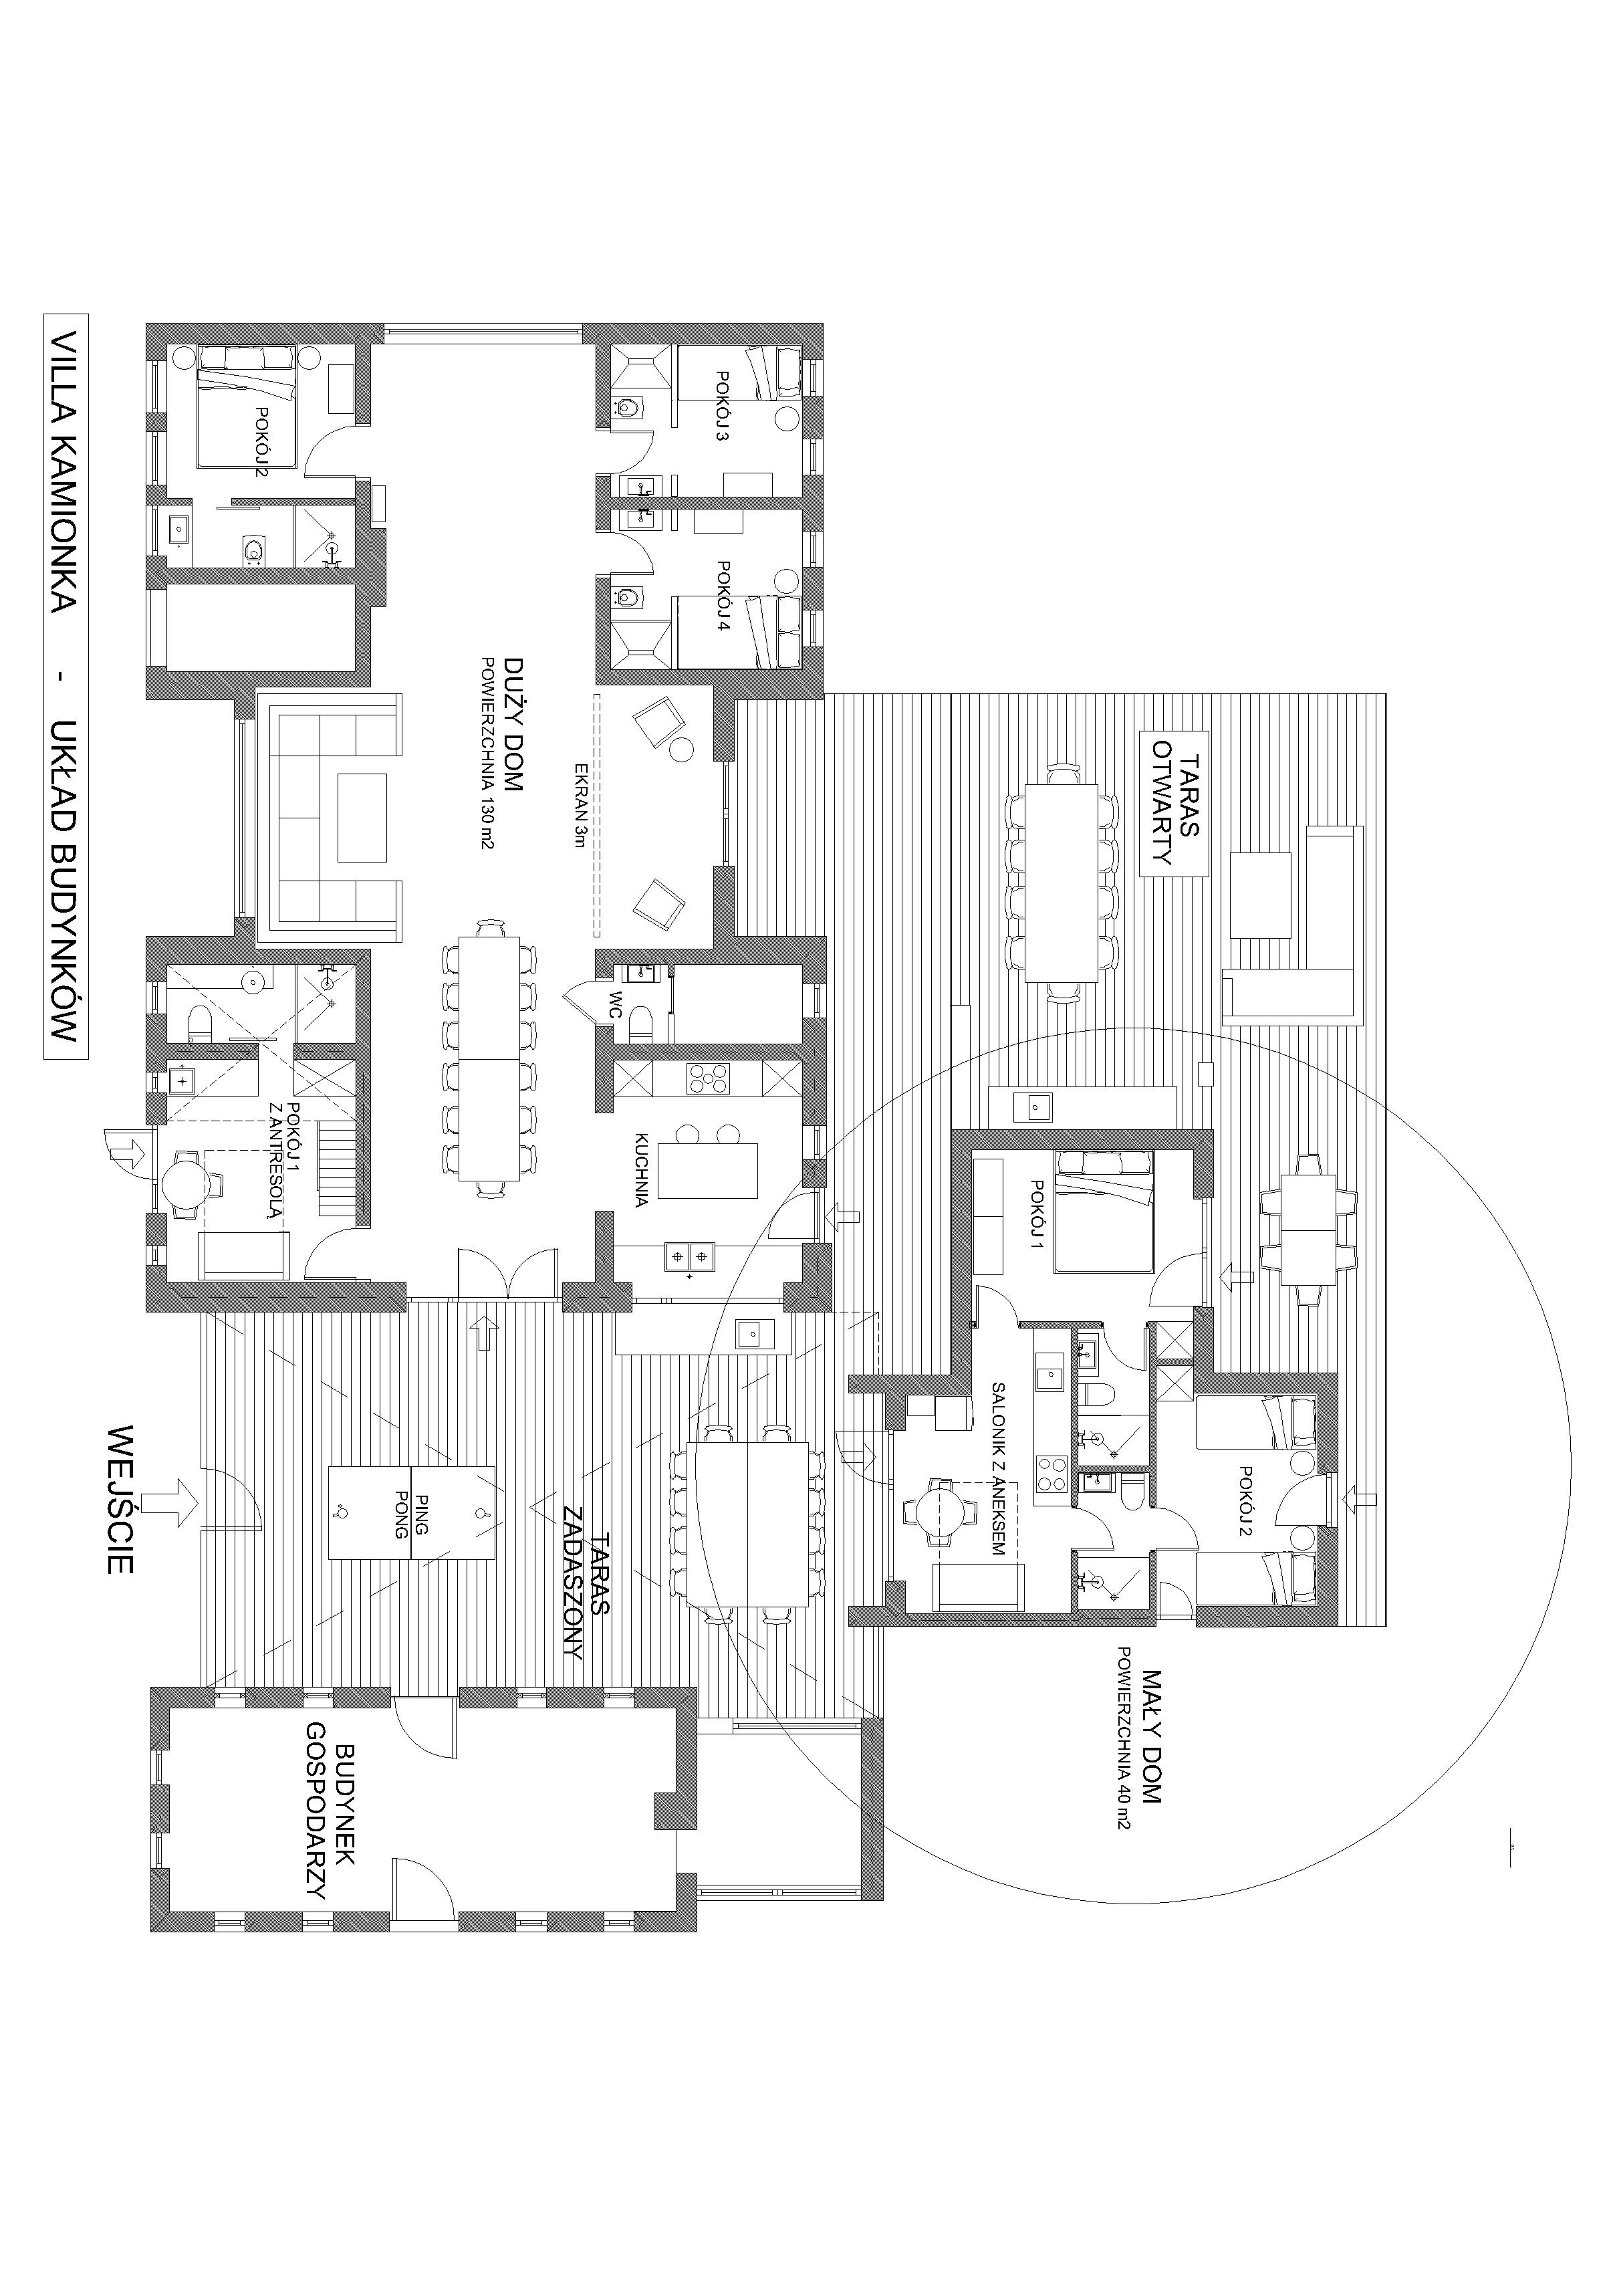 TARAS
OTWARTY
POKÓJ 2
MAŁY DOM
POWIERZCHNIA 40 m2
POKÓJ 1
SALONIK Z ANEKSEM
POKÓJ 3
POKÓJ 4
WC
KUCHNIA
EKRAN 3m
TARAS
ZADASZONY
DUŻY DOM
POWIERZCHNIA 130 m2
PING
PONG
BUDYNEK
GOSPODARZY
POKÓJ 2
POKÓJ 1
Z ANTRESOLĄ
WEJŚCIE
VILLA KAMIONKA - UKŁAD BUDYNKÓW